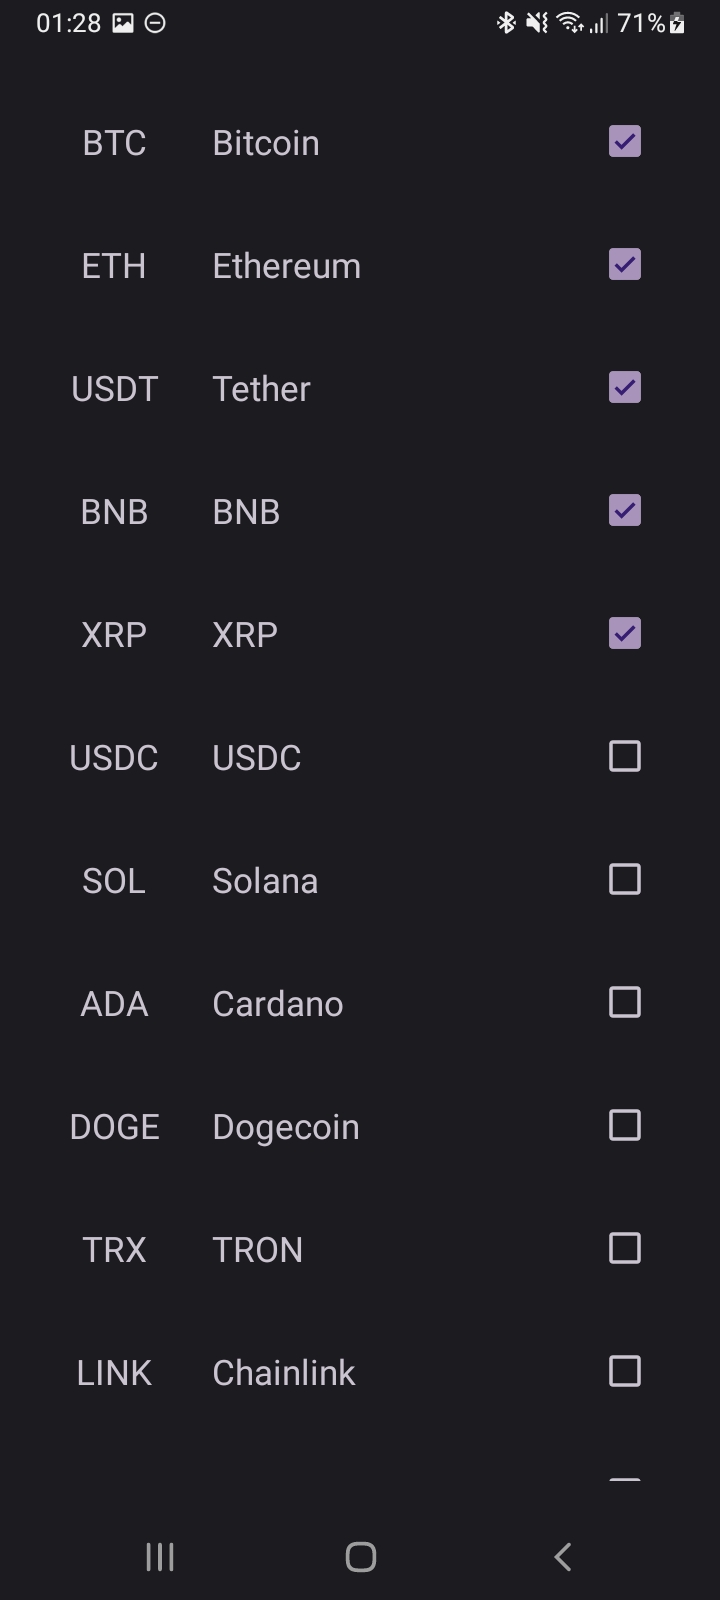 01:28 71%
BTC Bitcoin
ETH Ethereum
USDT Tether
BNB BNB
XRP XRP
USDC USDC
SOL Solana
ADA Cardano
DOGE Dogecoin
TRX TRON
LINK Chainlink